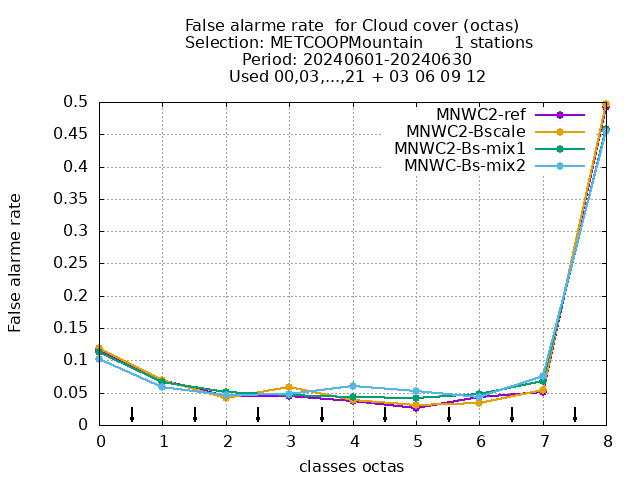 False alarme rate  for Cloud cover (octas)
Selection: METCOOPMountain      1 stations
Period: 20240601-20240630
Used 00,03,...,21 + 03 06 09 12
MNWC2-ref
MNWC2-Bscale
MNWC2-Bs-mix1
MNWC-Bs-mix2
False alarme rate
0.5
0.45
0.4
0.35
0.3
0.25
0.2
0.15
0.1
0.05
0
0 1 2 3 4 5 6 7 8
classes octas